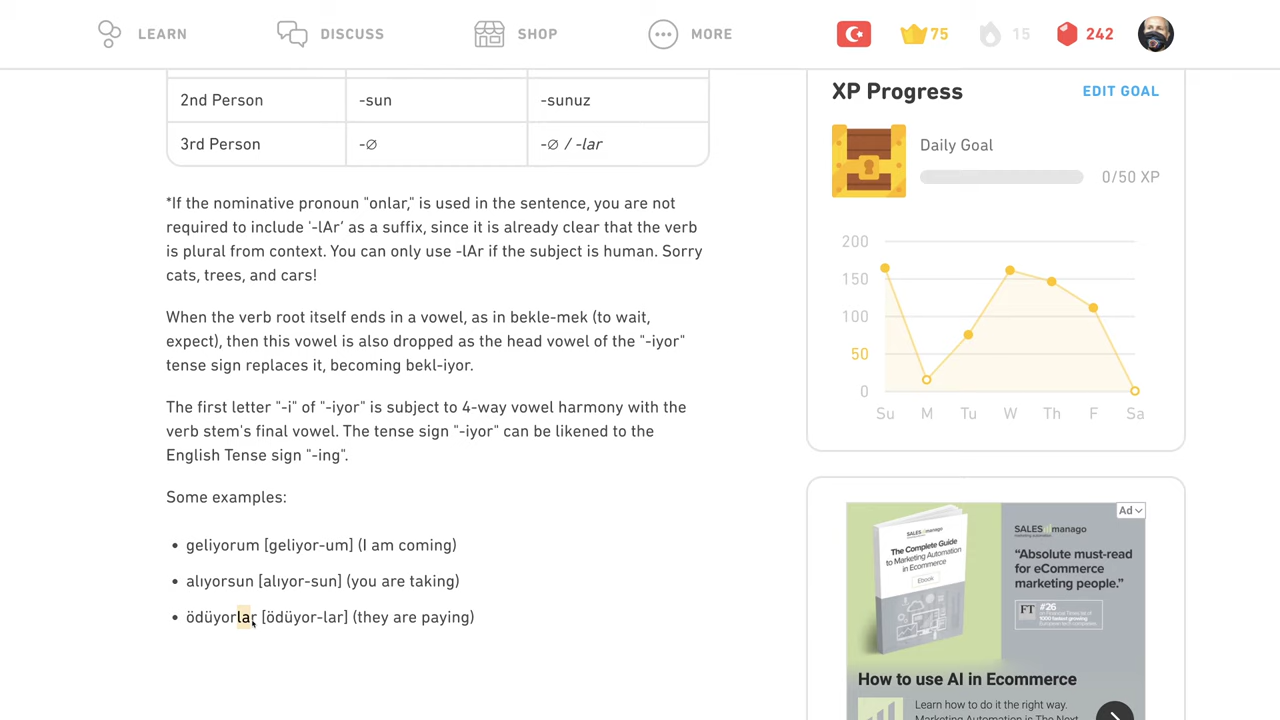 LEARN
DISCUSS
SHOP
MORE
75
15
242
2nd Person -sun -sunuz
3rd Person -∅ -∅ / -lar
*If the nominative pronoun "onlar," is used in the sentence, you are not
required to include '-lAr’ as a suffix, since it is already clear that the verb
is plural from context. You can only use -lAr if the subject is human. Sorry
cats, trees, and cars!
When the verb root itself ends in a vowel, as in bekle-mek (to wait,
expect), then this vowel is also dropped as the head vowel of the "-iyor"
tense sign replaces it, becoming bekl-iyor.
The first letter "-i" of "-iyor" is subject to 4-way vowel harmony with the
verb stem's final vowel. The tense sign "-iyor" can be likened to the
English Tense sign "-ing".
Some examples:
• geliyorum [geliyor-um] (I am coming)
• alıyorsun [alıyor-sun] (you are taking)
• ödüyorlar [ödüyor-lar] (they are paying)
XP Progress
EDIT GOAL
Daily Goal
0/50 XP
200
150
100
50
0
Su M Tu W Th F Sa
Ad
SALESmanago
The Complete Guide
to Marketing Automation
in Ecommerce
Ebook
SALESmanago
“Absolute must-read
for eCommerce
marketing people.”
FT
#26
How to use AI in Ecommerce
Learn how to do it the right way.
Marketing Automation is The Next